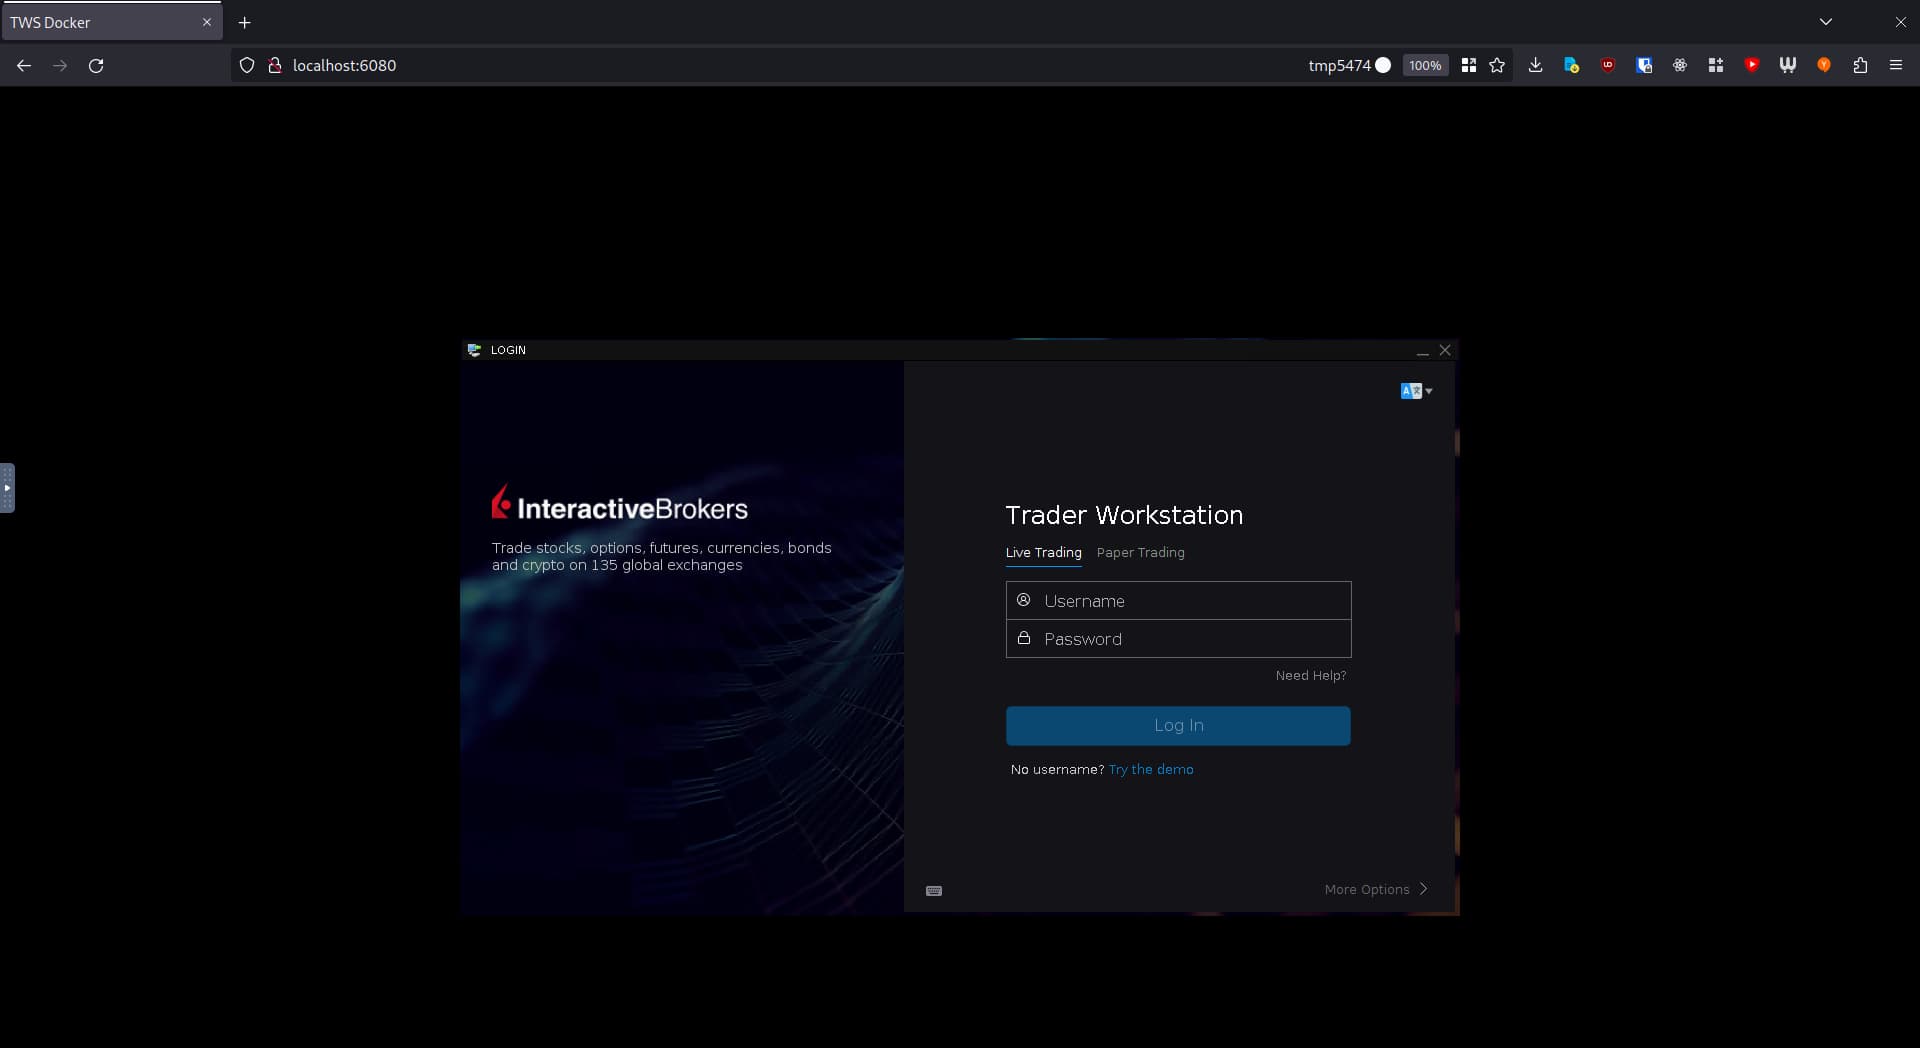 TWS Docker
localhost:6080
tmp5474
100%
LOGIN
InteractiveBrokers
Trade stocks, options, futures, currencies, bonds
and crypto on 135 global exchanges
Trader Workstation
Live Trading Paper Trading
Username
Password
Need Help?
Log In
No username? Try the demo
More Options